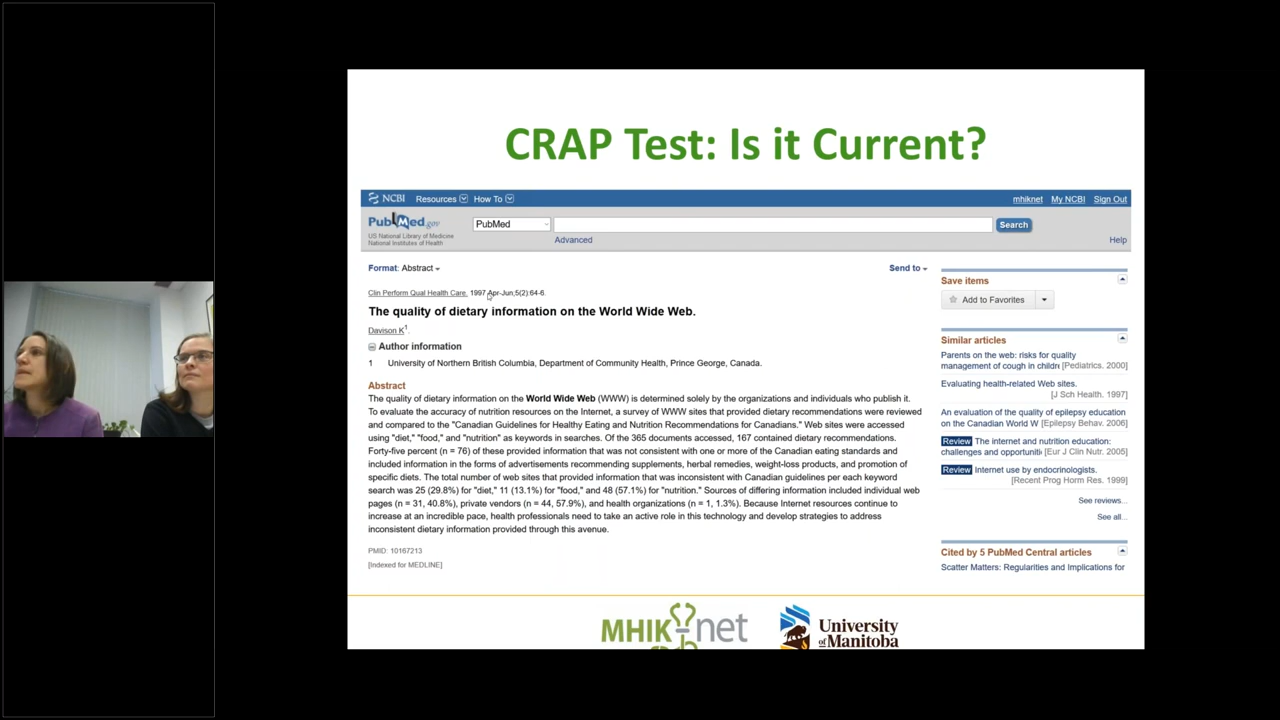 CRAP Test: Is it Current?
NCBI Resources How To mhiknet My NCBI Sign Out
PubMed.gov
US National Library of Medicine
National Institutes of Health
PubMed
Search
Advanced
Help
Format: Abstract
Send to
Clin Perform Qual Health Care. 1997 Apr-Jun;5(2):64-6.
The quality of dietary information on the World Wide Web.
Davison K1.
Author information
1 University of Northern British Columbia, Department of Community Health, Prince George, Canada.
Abstract
The quality of dietary information on the World Wide Web (WWW) is determined solely by the organizations and individuals who publish it.
To evaluate the accuracy of nutrition resources on the Internet, a survey of WWW sites that provided dietary recommendations were reviewed
and compared to the "Canadian Guidelines for Healthy Eating and Nutrition Recommendations for Canadians." Web sites were accessed
using "diet," "food," and "nutrition" as keywords in searches. Of the 365 documents accessed, 167 contained dietary recommendations.
Forty-five percent (n = 76) of these provided information that was not consistent with one or more of the Canadian eating standards and
included information in the forms of advertisements recommending supplements, herbal remedies, weight-loss products, and promotion of
specific diets. The total number of web sites that provided information that was inconsistent with Canadian guidelines per each keyword
search was 25 (29.8%) for "diet," 11 (13.1%) for "food," and 48 (57.1%) for "nutrition." Sources of differing information included individual web
pages (n = 31, 40.8%), private vendors (n = 44, 57.9%), and health organizations (n = 1, 1.3%). Because Internet resources continue to
increase at an incredible pace, health professionals need to take an active role in this technology and develop strategies to address
inconsistent dietary information provided through this avenue.
PMID: 10167213
[Indexed for MEDLINE]
Save items
Add to Favorites
Similar articles
Parents on the web: risks for quality
management of cough in childre [Pediatrics. 2000]
Evaluating health-related Web sites.
[J Sch Health. 1997]
An evaluation of the quality of epilepsy education
on the Canadian World W [Epilepsy Behav. 2006]
Review The internet and nutrition education:
challenges and opportuniti [Eur J Clin Nutr. 2005]
Review Internet use by endocrinologists.
[Recent Prog Horm Res. 1999]
See reviews...
See all...
Cited by 5 PubMed Central articles
Scatter Matters: Regularities and Implications for
MHIKnet
University
of Manitoba